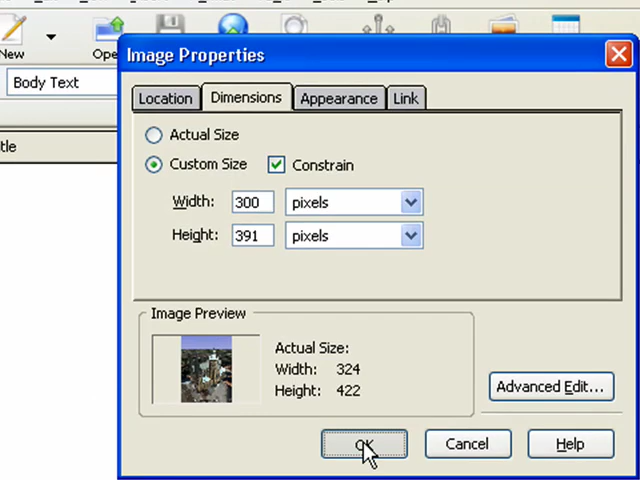 New
Ope
Body Text
tle
Image Properties
Location Dimensions Appearance Link
Actual Size
Custom Size Constrain
Width: 300 pixels
Height: 391 pixels
Image Preview
Actual Size:
Width: 324
Height: 422
Advanced Edit...
OK Cancel Help